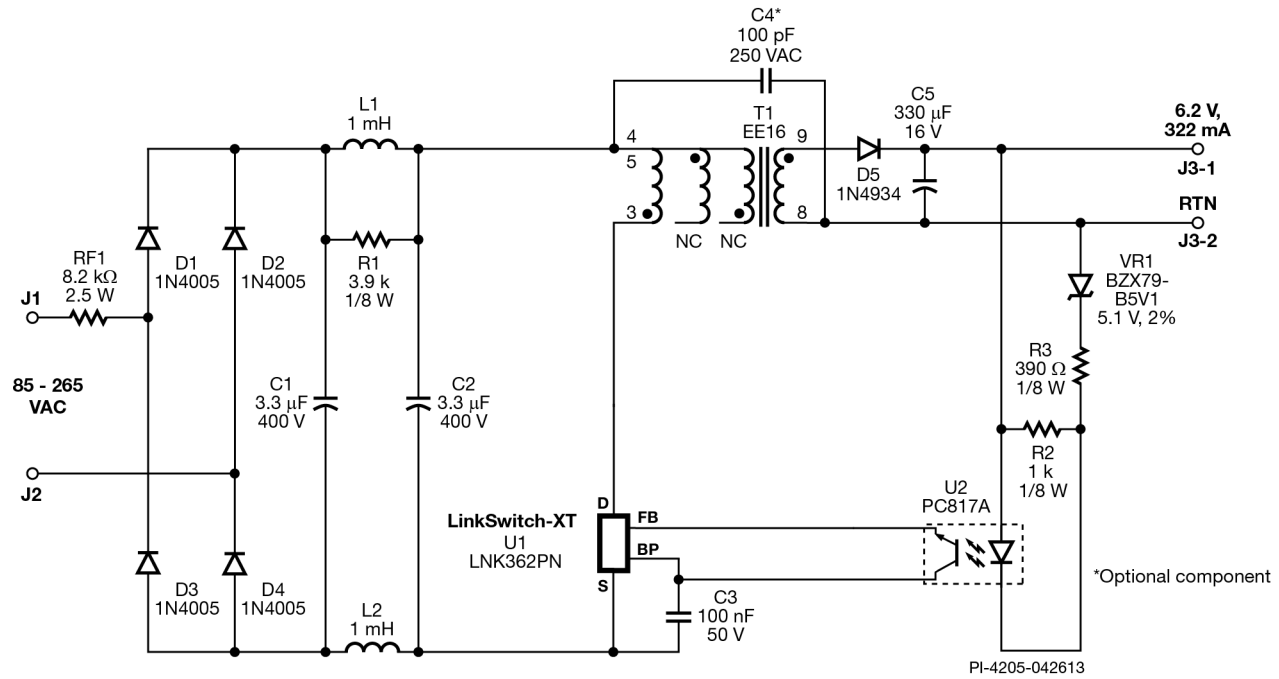 C4*
100 pF
250 VAC
L1
1 mH
T1
EE16
C5
330 μF
16 V
6.2 V,
322 mA
J3-1
4
5
3
9
8
D5
1N4934
RTN
J3-2
NC
NC
RF1
8.2 kΩ
2.5 W
D1
1N4005
D2
1N4005
R1
3.9 k
1/8 W
J1
VR1
BZX79-
B5V1
5.1 V, 2%
R3
390 Ω
1/8 W
85 - 265
VAC
C1
3.3 μF
400 V
C2
3.3 μF
400 V
R2
1 k
1/8 W
J2
U2
PC817A
LinkSwitch-XT
U1
LNK362PN
D
FB
BP
S
D3
1N4005
D4
1N4005
L2
1 mH
C3
100 nF
50 V
*Optional component
PI-4205-042613